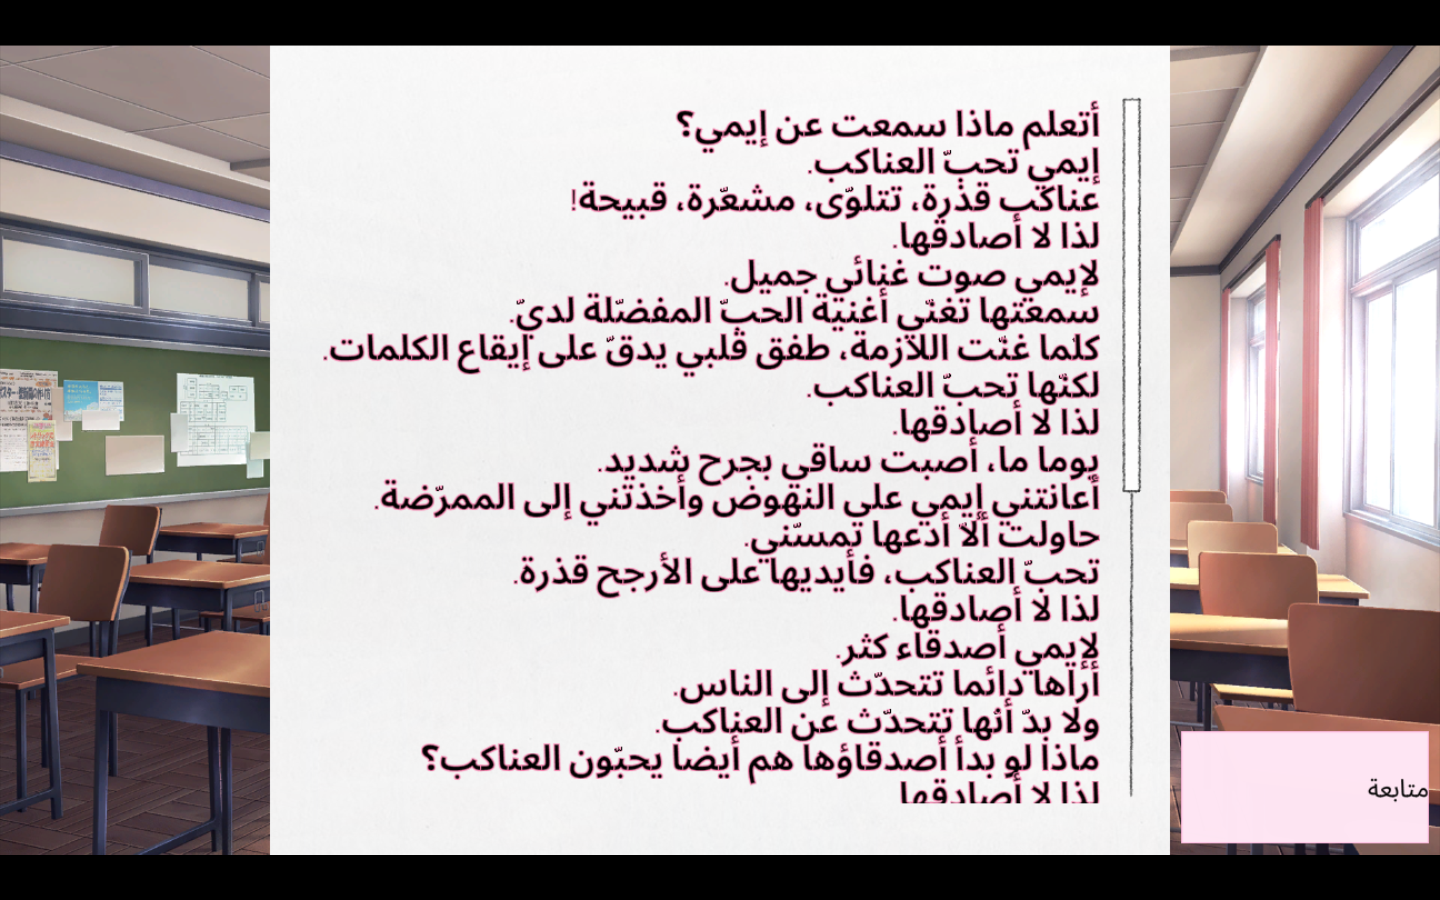 أتعلم ماذا سمعت عن إيمي؟
إيمي تحبّ العناكب.
عناكب قذرة، تتلوّى، مشعّرة، قبيحة!
لذا لا أصادقها.
لإيمي صوت غنائي جميل.
سمعتها تغنّي أغنية الحبّ المفضّلة لديّ.
كلّما غنّت اللازمة، طفق قلبي يدقّ على إيقاع الكلمات.
لكنّها تحبّ العناكب.
لذا لا أصادقها.
يوما ما، أصبت ساقي بجرح شديد.
أعانتني إيمي على النهوض وأخذتني إلى الممرّضة.
حاولت ألاّ أدعها تمسّني.
تحبّ العناكب، فأيديها على الأرجح قذرة.
لذا لا أصادقها.
لإيمي أصدقاء كثر.
أراها دائما تتحدّث إلى الناس.
ولا بدّ أنّها تتحدّث عن العناكب.
ماذا لو بدأ أصدقاؤها هم أيضا يحبّون العناكب؟
لذا لا أصادقها
متابعة